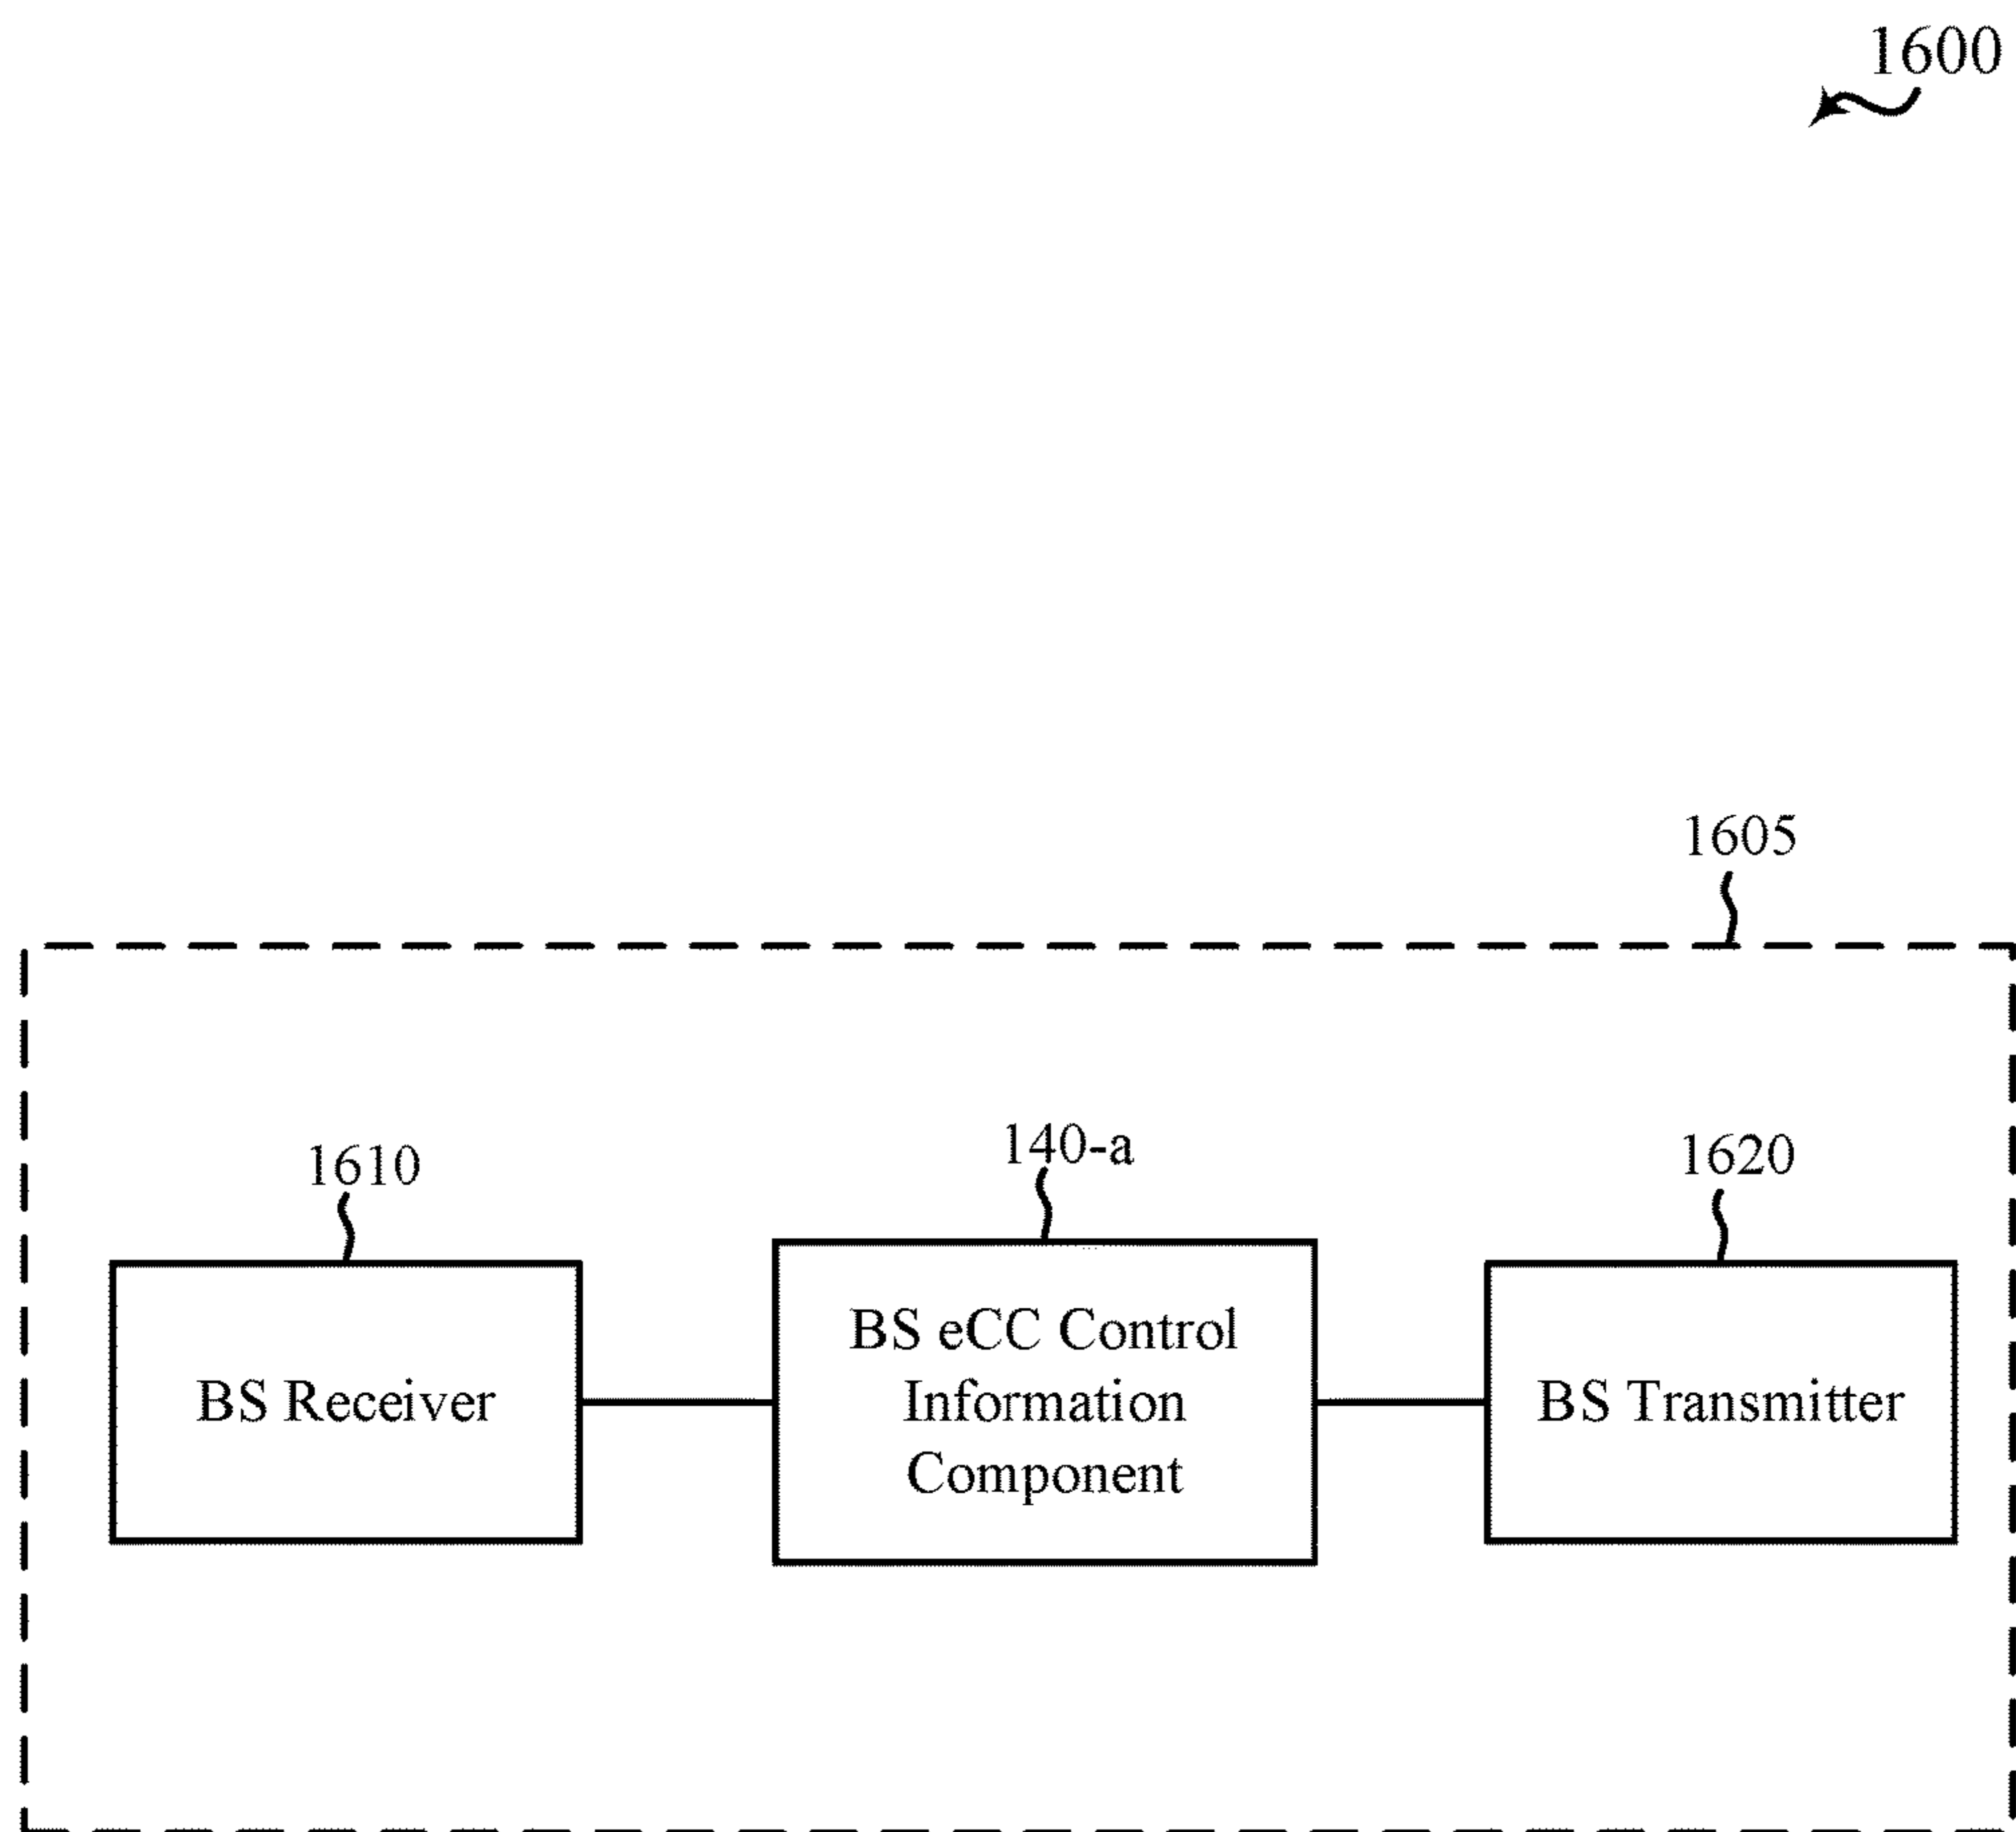 1600
1605
1610
140-a
1620
BS Receiver
BS eCC Control
Information
Component
BS Transmitter